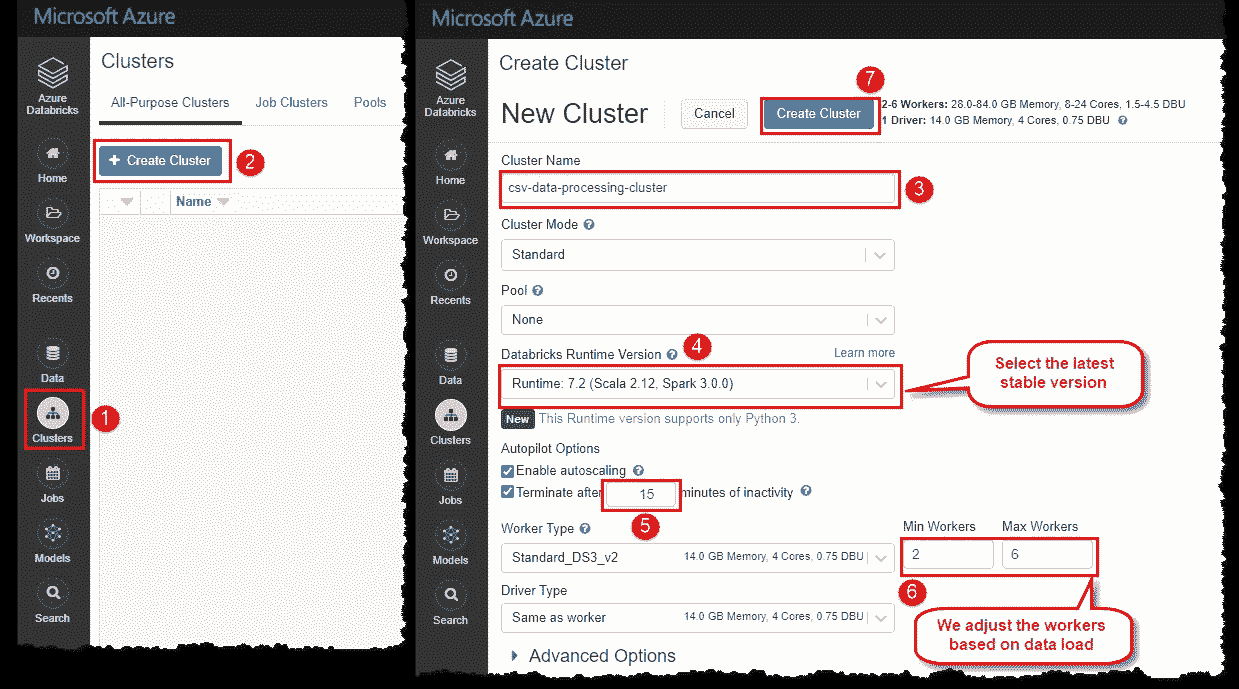 Microsoft Azure
Azure
Databricks
Home
Workspace
Recents
Data
Clusters
1
Jobs
Models
Search
Clusters
All-Purpose Clusters Job Clusters Pools
+ Create Cluster
2
Name
Microsoft Azure
Azure
Databricks
Home
Workspace
Recents
Data
Clusters
Jobs
Models
Search
Create Cluster
7
New Cluster Cancel Create Cluster
2-6 Workers: 28.0-84.0 GB Memory, 8-24 Cores, 1.5-4.5 DBU
1 Driver: 14.0 GB Memory, 4 Cores, 0.75 DBU ?
Cluster Name
csv-data-processing-cluster
3
Cluster Mode ?
Standard
Pool ?
None
Databricks Runtime Version ? 4 Learn more
Runtime: 7.2 (Scala 2.12, Spark 3.0.0)
Select the latest
stable version
New This Runtime version supports only Python 3.
Autopilot Options
Enable autoscaling ?
Terminate after 15 minutes of inactivity ?
5
Worker Type ? Min Workers Max Workers
Standard_DS3_v2 14.0 GB Memory, 4 Cores, 0.75 DBU 2 6
6
Driver Type
Same as worker 14.0 GB Memory, 4 Cores, 0.75 DBU
We adjust the workers
based on data load
Advanced Options